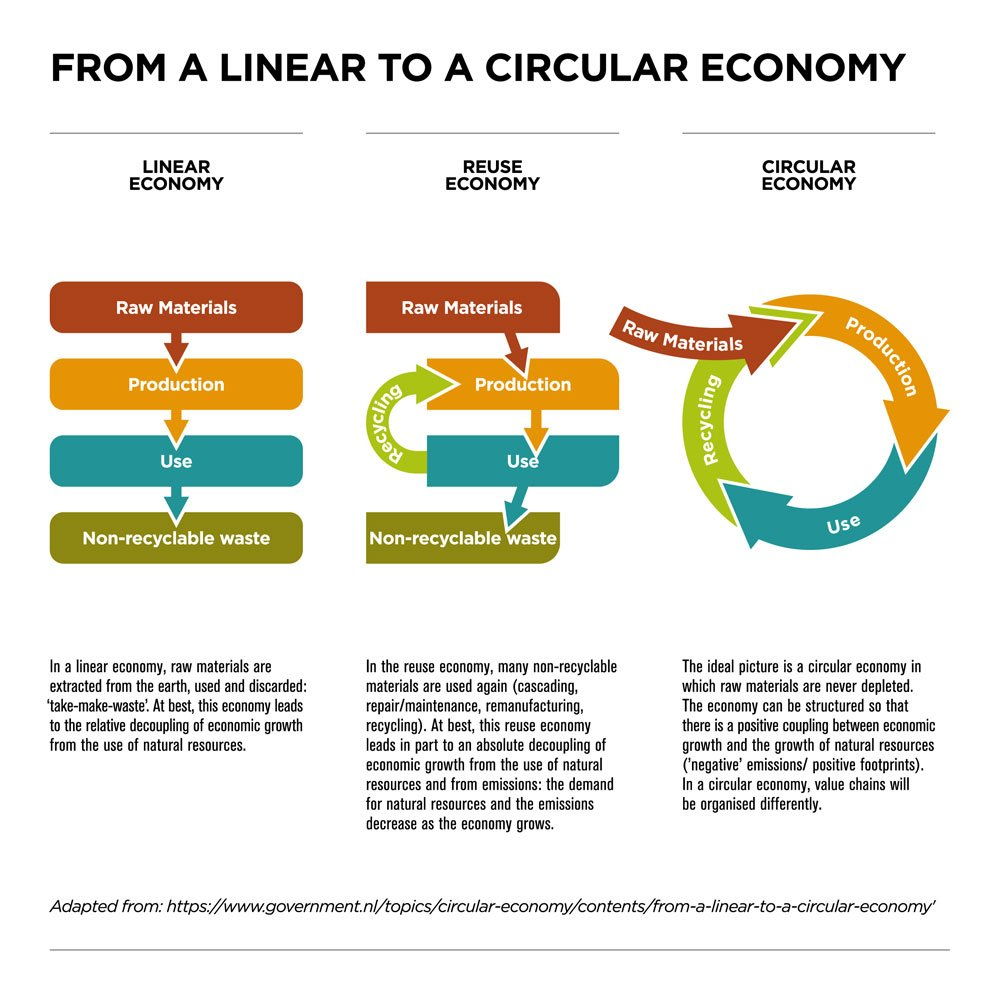 FROM A LINEAR TO A CIRCULAR ECONOMY
LINEAR
ECONOMY
Raw Materials
Production
Use
Non-recyclable waste
In a linear economy, raw materials are
extracted from the earth, used and discarded:
‘take-make-waste’. At best, this economy leads
to the relative decoupling of economic growth
from the use of natural resources.
REUSE
ECONOMY
Raw Materials
Production
Recycling
Use
Non-recyclable waste
In the reuse economy, many non-recyclable
materials are used again (cascading,
repair/maintenance, remanufacturing,
recycling). At best, this reuse economy
leads in part to an absolute decoupling of
economic growth from the use of natural
resources and from emissions: the demand
for natural resources and the emissions
decrease as the economy grows.
CIRCULAR
ECONOMY
Raw Materials
Production
Use
Recycling
The ideal picture is a circular economy in
which raw materials are never depleted.
The economy can be structured so that
there is a positive coupling between economic
growth and the growth of natural resources
(’negative’ emissions/ positive footprints).
In a circular economy, value chains will
be organised differently.
Adapted from: https://www.government.nl/topics/circular-economy/contents/from-a-linear-to-a-circular-economy'